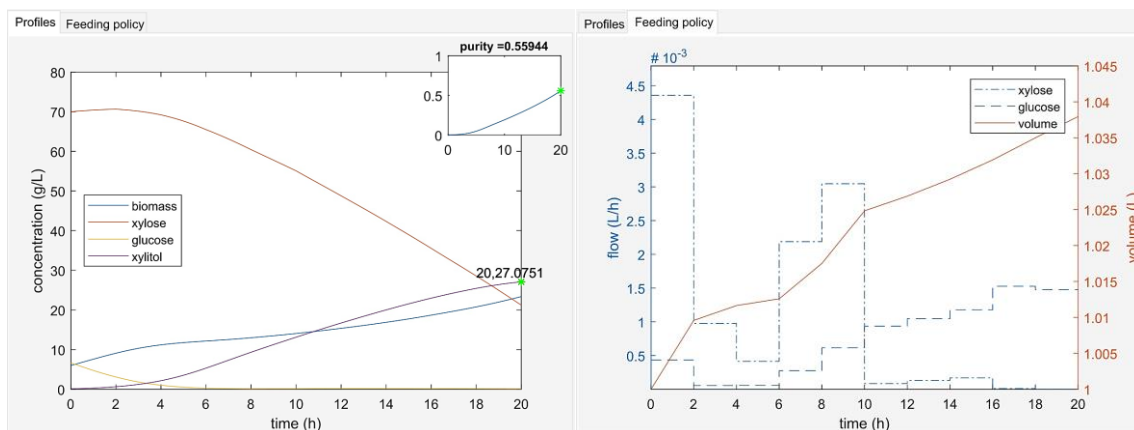 Profiles Feeding policy
purity =0.55944
1
0.5
0
0 10 20
80
70
60
50
40
30
20
10
0
concentration (g/L)
biomass
xylose
glucose
xylitol
20,27.0751
0 2 4 6 8 10 12 14 16 18 20
time (h)
Profiles Feeding policy
# 10-3
4.5
4
3.5
3
2.5
2
1.5
1
0.5
flow (L/h)
xylose
glucose
volume
1.045
1.04
1.035
1.03
1.025
1.02
1.015
1.01
1.005
1
volume (L)
0 2 4 6 8 10 12 14 16 18 20
time (h)